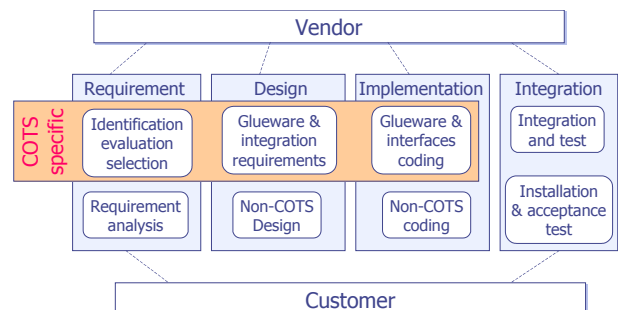 Vendor
Requirement
Design
Implementation
Integration
COTS
specific
Identification
evaluation
selection
Glueware &
integration
requirements
Glueware &
interfaces
coding
Integration
and test
Requirement
analysis
Non-COTS
Design
Non-COTS
coding
Installation
& acceptance
test
Customer